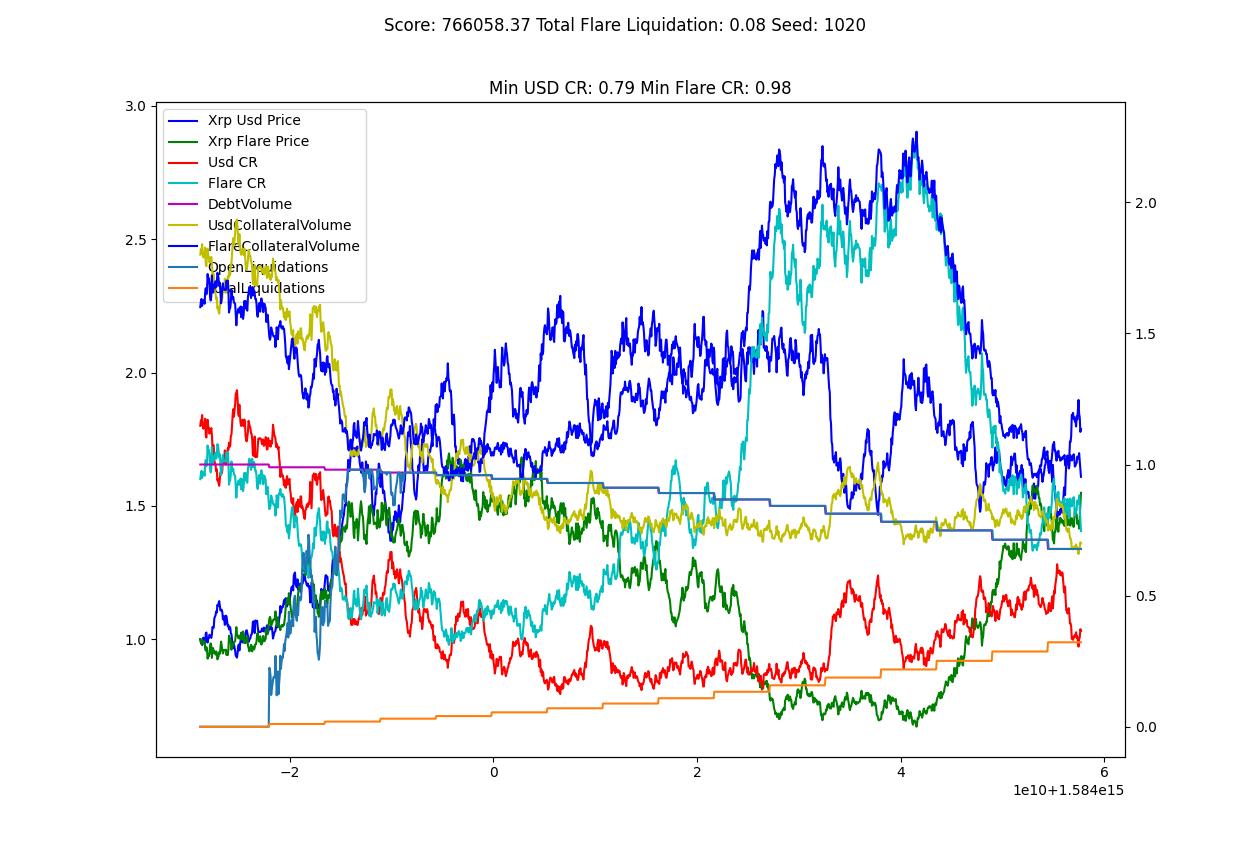 Score: 766058.37 Total Flare Liquidation: 0.08 Seed: 1020
Min USD CR: 0.79 Min Flare CR: 0.98
Xrp Usd Price
Xrp Flare Price
Usd CR
Flare CR
DebtVolume
UsdCollateralVolume
FlareCollateralVolume
OpenLiquidations
TotalLiquidations
3.0
2.5
2.0
1.5
1.0
2.0
1.5
1.0
0.5
0.0
−2
0
2
4
6
1e10+1.584e15